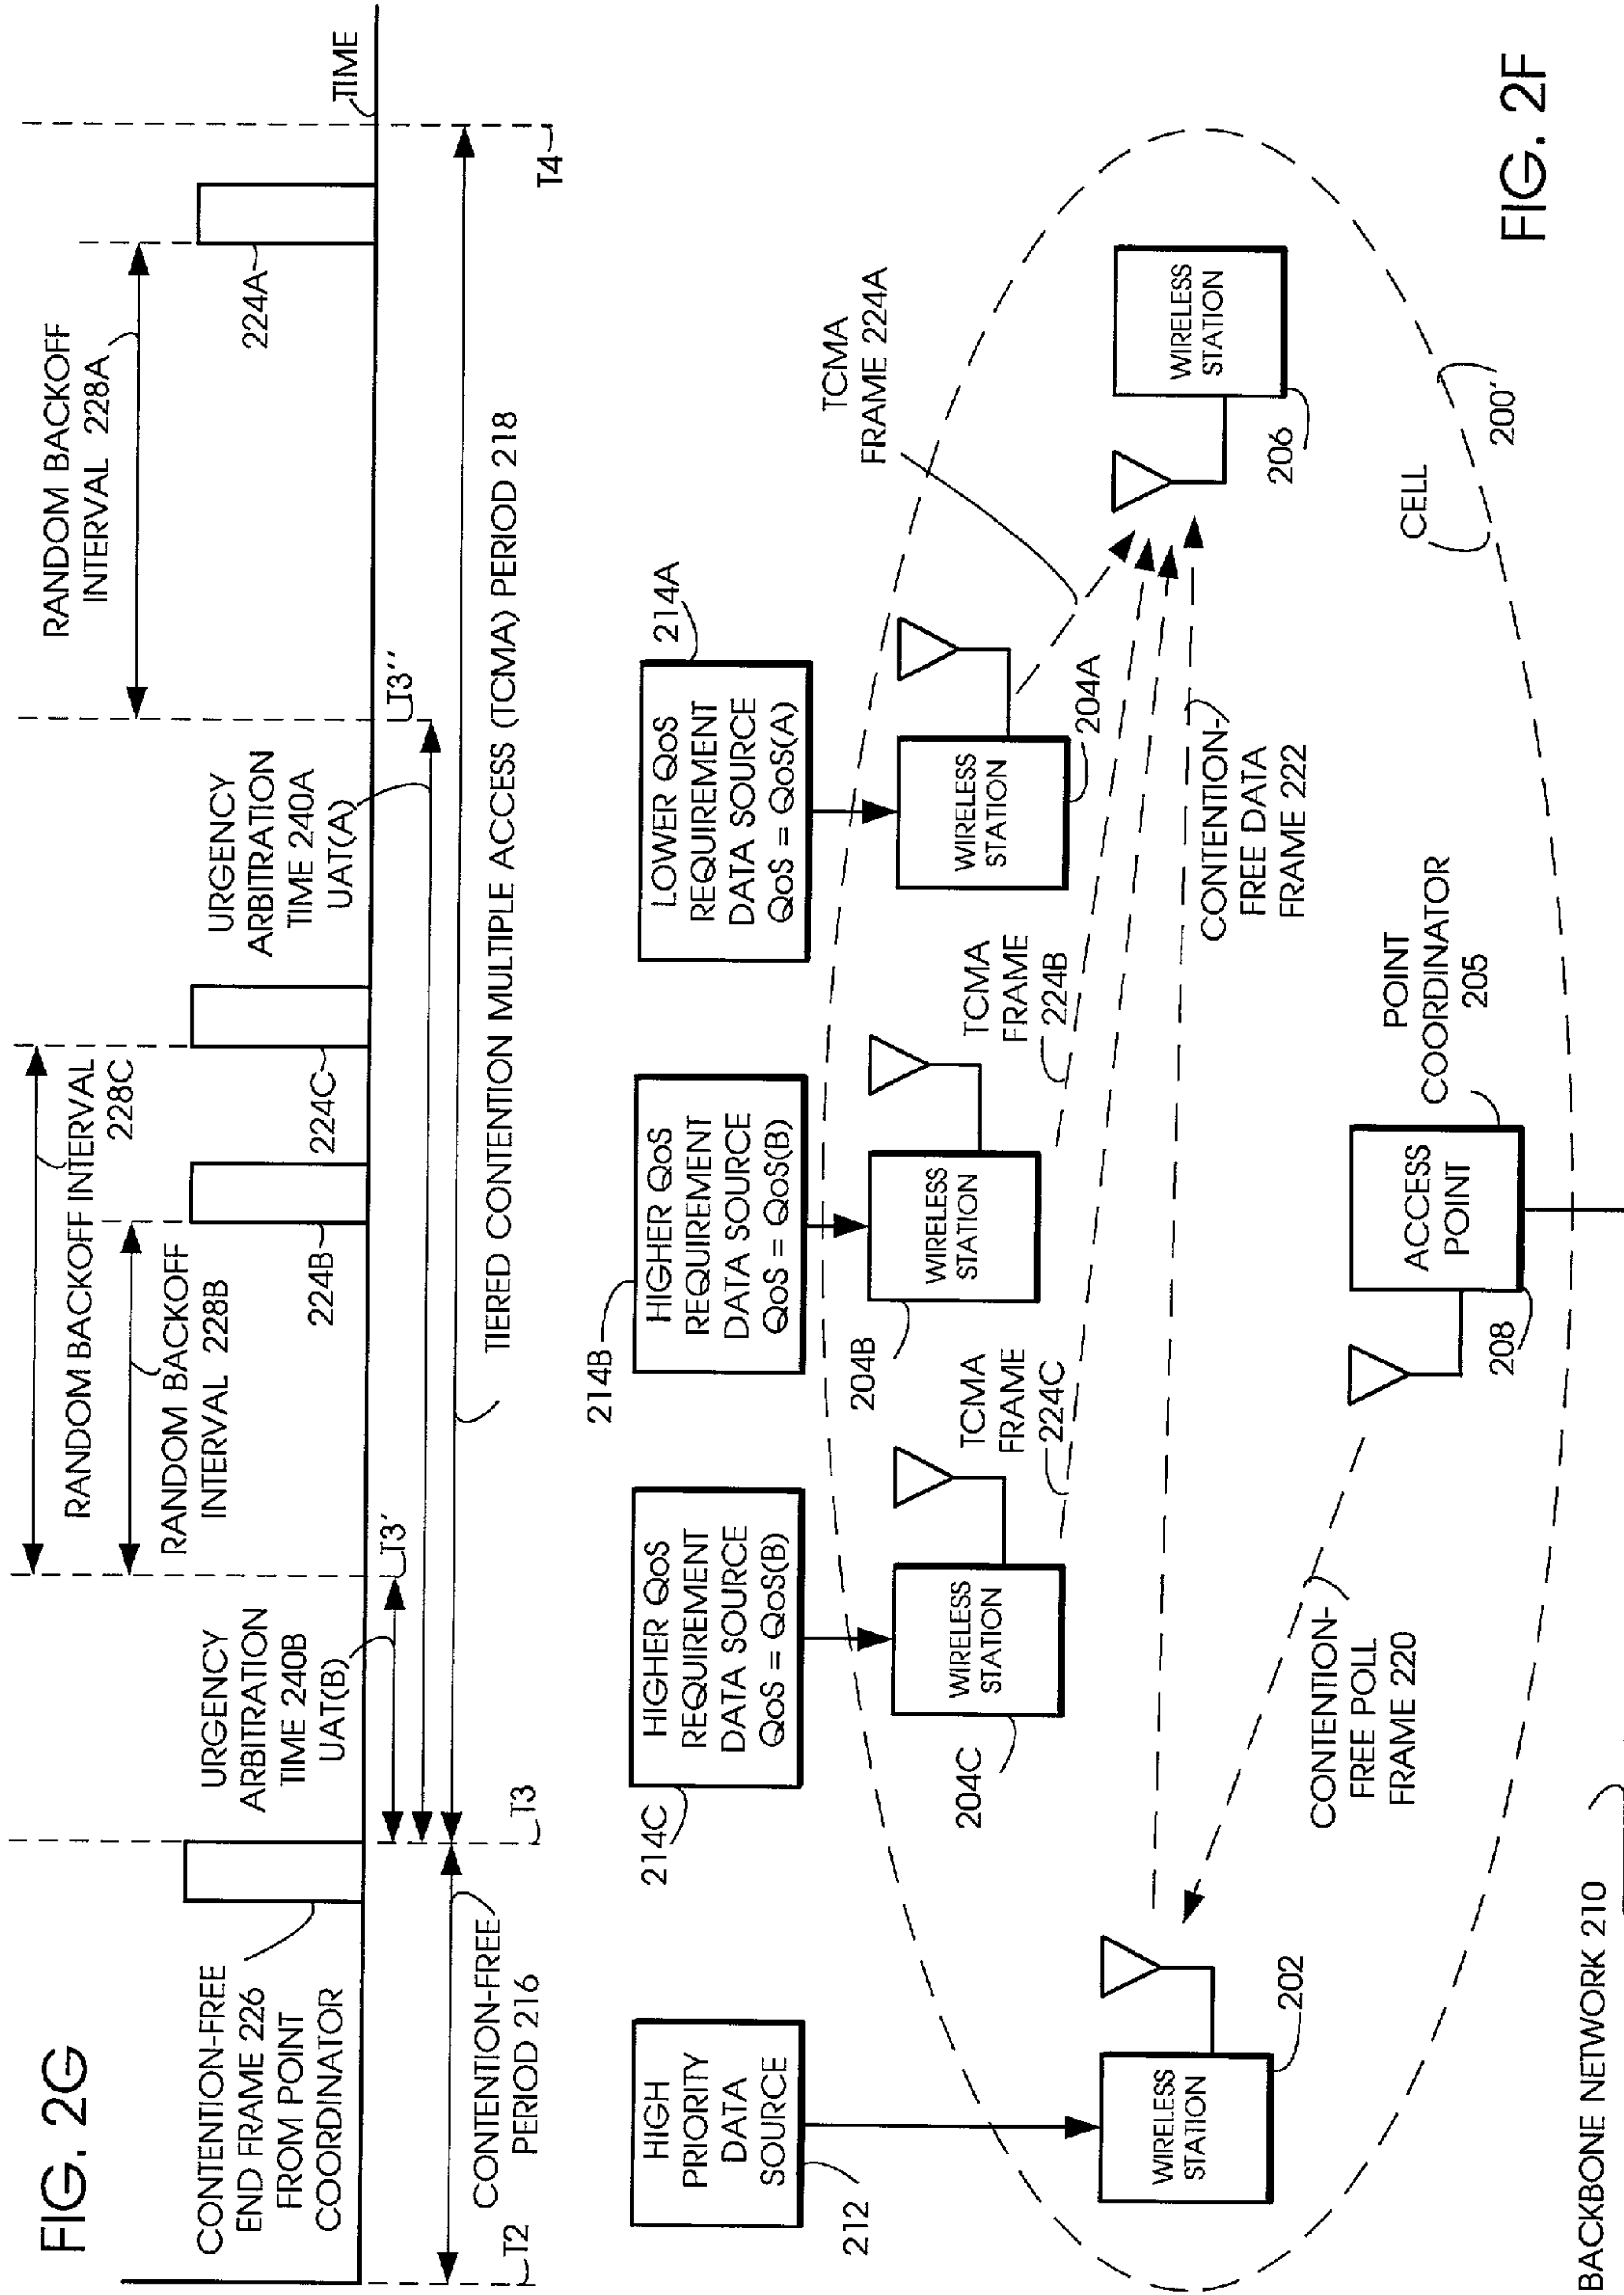 FIG. 2G
RANDOM BACKOFF INTERVAL
228C
RANDOM BACKOFF
INTERVAL 228B
RANDOM BACKOFF
INTERVAL 228A
CONTENTION-FREE
END FRAME 226
FROM POINT
COORDINATOR
URGENCY
ARBITRATION
TIME 240B
UAT(B)
224B
224C
URGENCY
ARBITRATION
TIME 240A
UAT(A)
224A
TIME
T3'
T3''
CONTENTION-FREE
PERIOD 216
TIERED CONTENTION MULTIPLE ACCESS (TCMA) PERIOD 218
T2
T3
T4
HIGH
PRIORITY
DATA
SOURCE
212
214C
HIGHER QoS
REQUIREMENT
DATA SOURCE
QoS = QoS(B)
214B
HIGHER QoS
REQUIREMENT
DATA SOURCE
QoS = QoS(B)
LOWER QoS
REQUIREMENT
DATA SOURCE
QoS = QoS(A)
214A
TCMA
FRAME 224A
WIRELESS
STATION
204C
TCMA
FRAME
224C
WIRELESS
STATION
204B
TCMA
FRAME
224B
WIRELESS
STATION
204A
WIRELESS
STATION
202
WIRELESS
STATION
206
CONTENTION-
FREE DATA
FRAME 222
CONTENTION-
FREE POLL
FRAME 220
ACCESS
POINT
208
POINT
COORDINATOR
205
CELL
200'
BACKBONE NETWORK 210
FIG. 2F